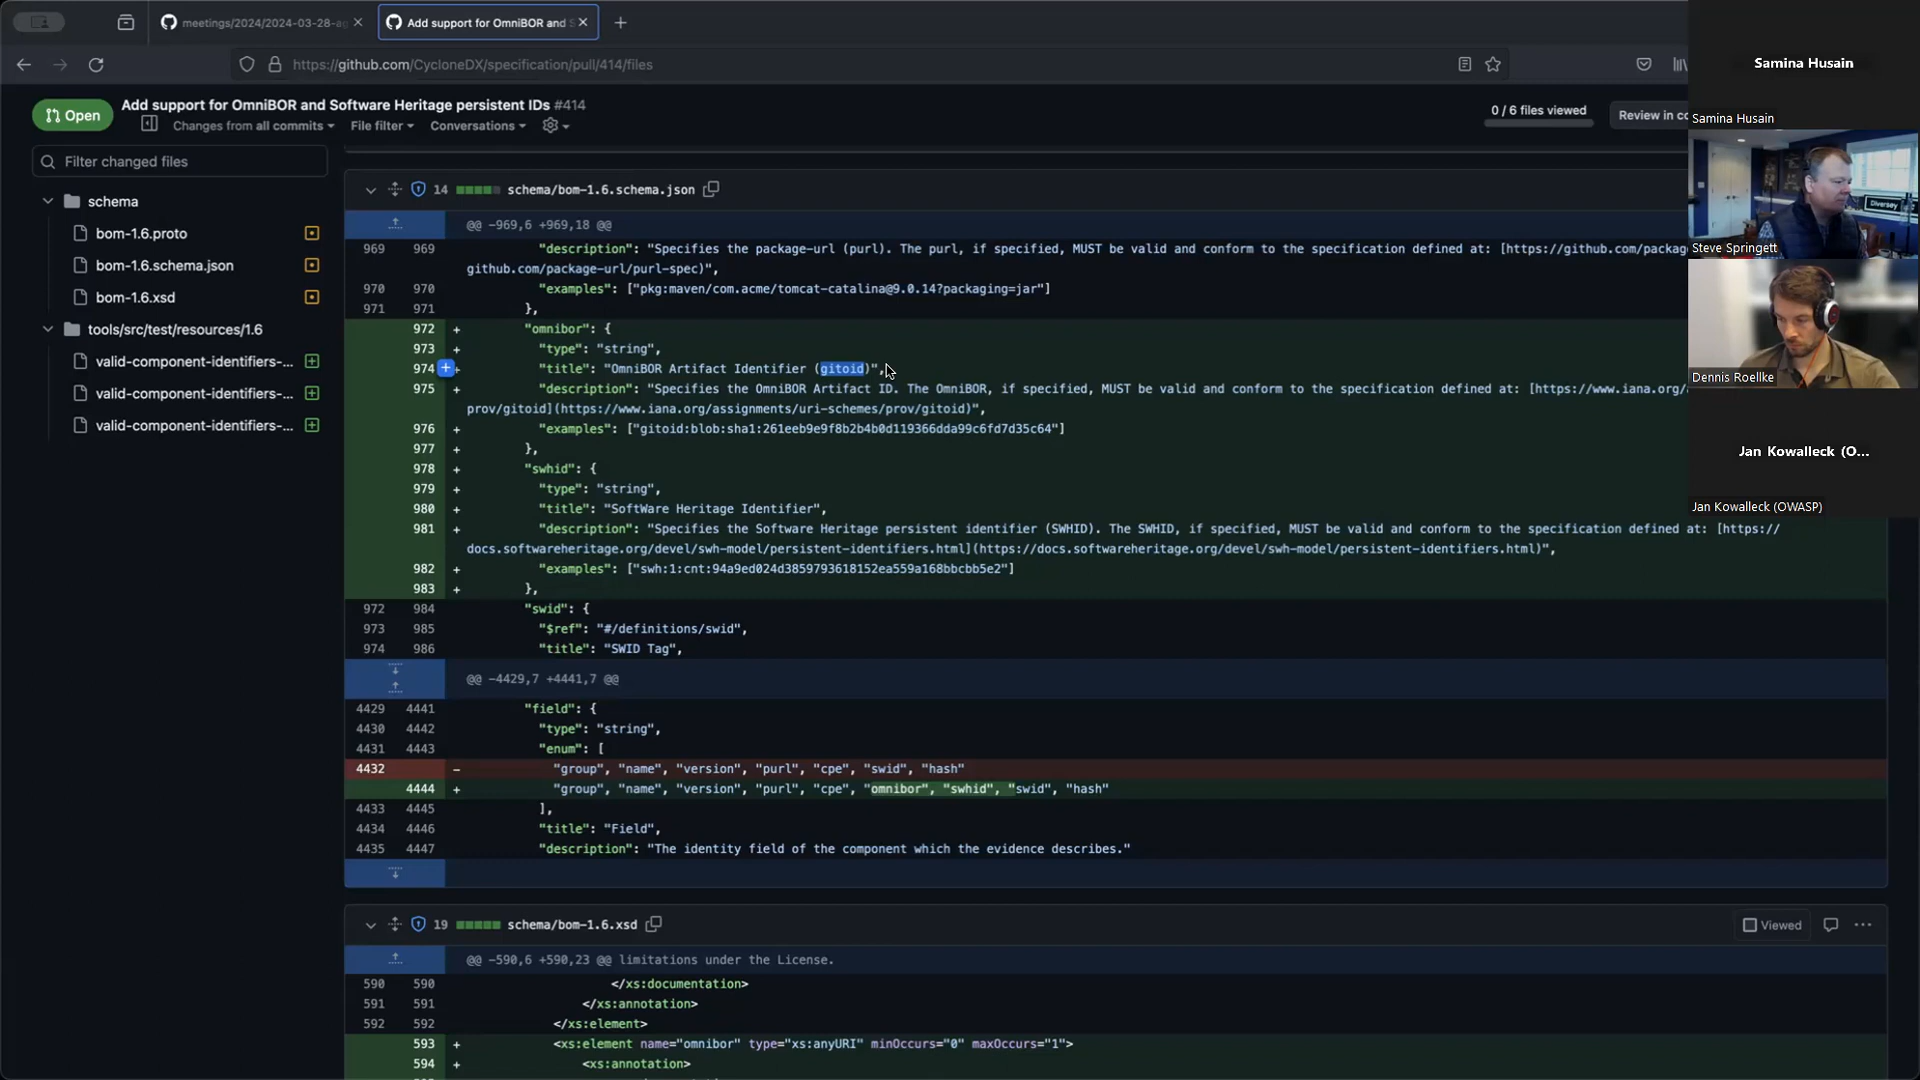 meetings/2024/2024-03-28-ag
Add support for OmniBOR and S
https://github.com/CycloneDX/specification/pull/414/files
Open
Add support for OmniBOR and Software Heritage persistent IDs #414
Changes from all commits
File filter
Conversations
0 / 6 files viewed
Review in co
Filter changed files
schema
bom-1.6.proto
bom-1.6.schema.json
bom-1.6.xsd
tools/src/test/resources/1.6
valid-component-identifiers-...
valid-component-identifiers-...
valid-component-identifiers-...
14 schema/bom-1.6.schema.json
@@ -969,6 +969,18 @@
969 969 "description": "Specifies the package-url (purl). The purl, if specified, MUST be valid and conform to the specification defined at: [https://github.com/package
github.com/package-url/purl-spec)",
970 970 "examples": ["pkg:maven/com.acme/tomcat-catalina@9.0.14?packaging=jar"]
971 971 },
972 + "omnibor": {
973 + "type": "string",
974 + "title": "OmniBOR Artifact Identifier (gitoid)",
975 + "description": "Specifies the OmniBOR Artifact ID. The OmniBOR, if specified, MUST be valid and conform to the specification defined at: [https://www.iana.org/a
prov/gitoid](https://www.iana.org/assignments/uri-schemes/prov/gitoid)",
976 + "examples": ["gitoid:blob:sha1:261eeb9e9f8b2b4b0d119366dda99c6fd7d35c64"]
977 + },
978 + "swhid": {
979 + "type": "string",
980 + "title": "SoftWare Heritage Identifier",
981 + "description": "Specifies the Software Heritage persistent identifier (SWHID). The SWHID, if specified, MUST be valid and conform to the specification defined at: [https://
docs.softwareheritage.org/devel/swh-model/persistent-identifiers.html](https://docs.softwareheritage.org/devel/swh-model/persistent-identifiers.html)",
982 + "examples": ["swh:1:cnt:94a9ed024d3859793618152ea559a168bbcbb5e2"]
983 + },
972 984 "swid": {
973 985 "$ref": "#/definitions/swid",
974 986 "title": "SWID Tag",
@@ -4429,7 +4441,7 @@
4429 4441 "field": {
4430 4442 "type": "string",
4431 4443 "enum": [
4432 - "group", "name", "version", "purl", "cpe", "swid", "hash"
4444 + "group", "name", "version", "purl", "cpe", "omnibor", "swhid", "swid", "hash"
4433 4445 ],
4434 4446 "title": "Field",
4435 4447 "description": "The identity field of the component which the evidence describes."
19 schema/bom-1.6.xsd
Viewed
@@ -590,6 +590,23 @@ limitations under the License.
590 590 </xs:documentation>
591 591 </xs:annotation>
592 592 </xs:element>
593 + <xs:element name="omnibor" type="xs:anyURI" minOccurs="0" maxOccurs="1">
594 + <xs:annotation>
Samina Husain
Samina Husain
Diversey
Steve Springett
Dennis Roellke
Jan Kowalleck (O...
Jan Kowalleck (OWASP)